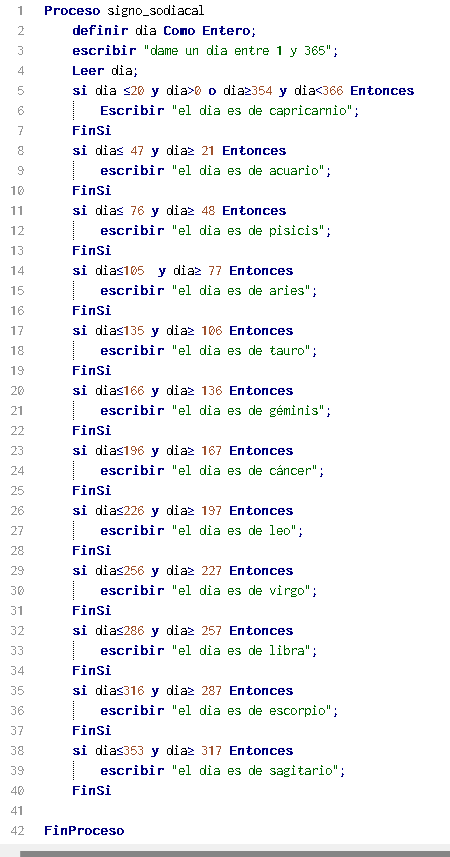 1 Proceso signo_sodiacal
2 definir dia Como Entero;
3 escribir "dame un dia entre 1 y 365";
4 Leer dia;
5 si dia ≤20 y dia>0 o dia≥354 y dia<366 Entonces
6 Escribir "el dia es de capricarnio";
7 FinSi
8 si dia≤ 47 y dia≥ 21 Entonces
9 escribir "el dia es de acuario";
10 FinSi
11 si dia≤ 76 y dia≥ 48 Entonces
12 escribir "el dia es de pisicis";
13 FinSi
14 si dia≤105 y dia≥ 77 Entonces
15 escribir "el dia es de aries";
16 FinSi
17 si dia≤135 y dia≥ 106 Entonces
18 escribir "el dia es de tauro";
19 FinSi
20 si dia≤166 y dia≥ 136 Entonces
21 escribir "el dia es de géminis";
22 FinSi
23 si dia≤196 y dia≥ 167 Entonces
24 escribir "el dia es de cáncer";
25 FinSi
26 si dia≤226 y dia≥ 197 Entonces
27 escribir "el dia es de leo";
28 FinSi
29 si dia≤256 y dia≥ 227 Entonces
30 escribir "el dia es de virgo";
31 FinSi
32 si dia≤286 y dia≥ 257 Entonces
33 escribir "el dia es de libra";
34 FinSi
35 si dia≤316 y dia≥ 287 Entonces
36 escribir "el dia es de escorpio";
37 FinSi
38 si dia≤353 y dia≥ 317 Entonces
39 escribir "el dia es de sagitario";
40 FinSi
41
42 FinProceso